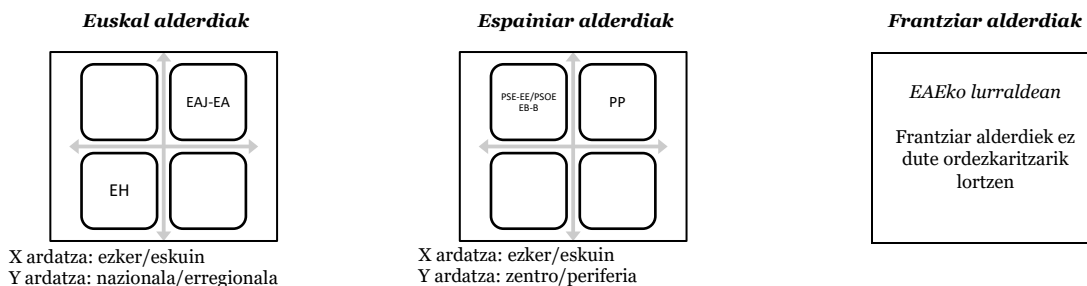 Euskal alderdiak
Espainiar alderdiak
Frantziar alderdiak
EAJ-EA
EH
X ardatza: ezker/eskuin
Y ardatza: nazionala/erregionala
PSE-EE/PSOE
EB-B
PP
X ardatza: ezker/eskuin
Y ardatza: zentro/periferia
EAEko lurraldean
Frantziar alderdiek ez
dute ordezkaritzarik
lortzen